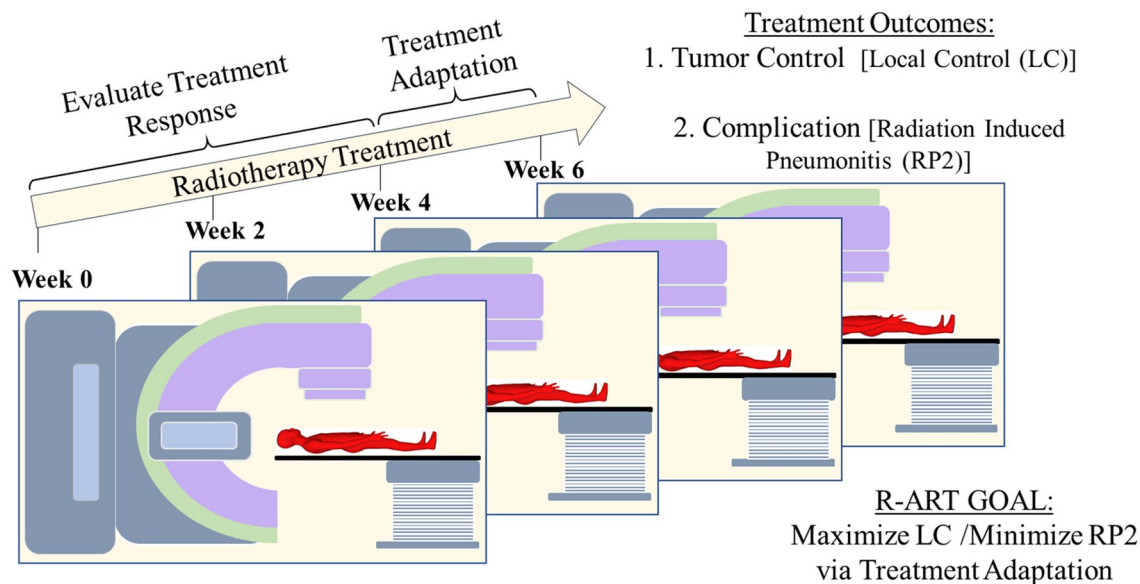 Evaluate Treatment
Response
Treatment
Adaptation
Radiotherapy Treatment
Week 0
Week 2
Week 4
Week 6
Treatment Outcomes:
1. Tumor Control [Local Control (LC)]
2. Complication [Radiation Induced
Pneumonitis (RP2)]
R-ART GOAL:
Maximize LC /Minimize RP2
via Treatment Adaptation